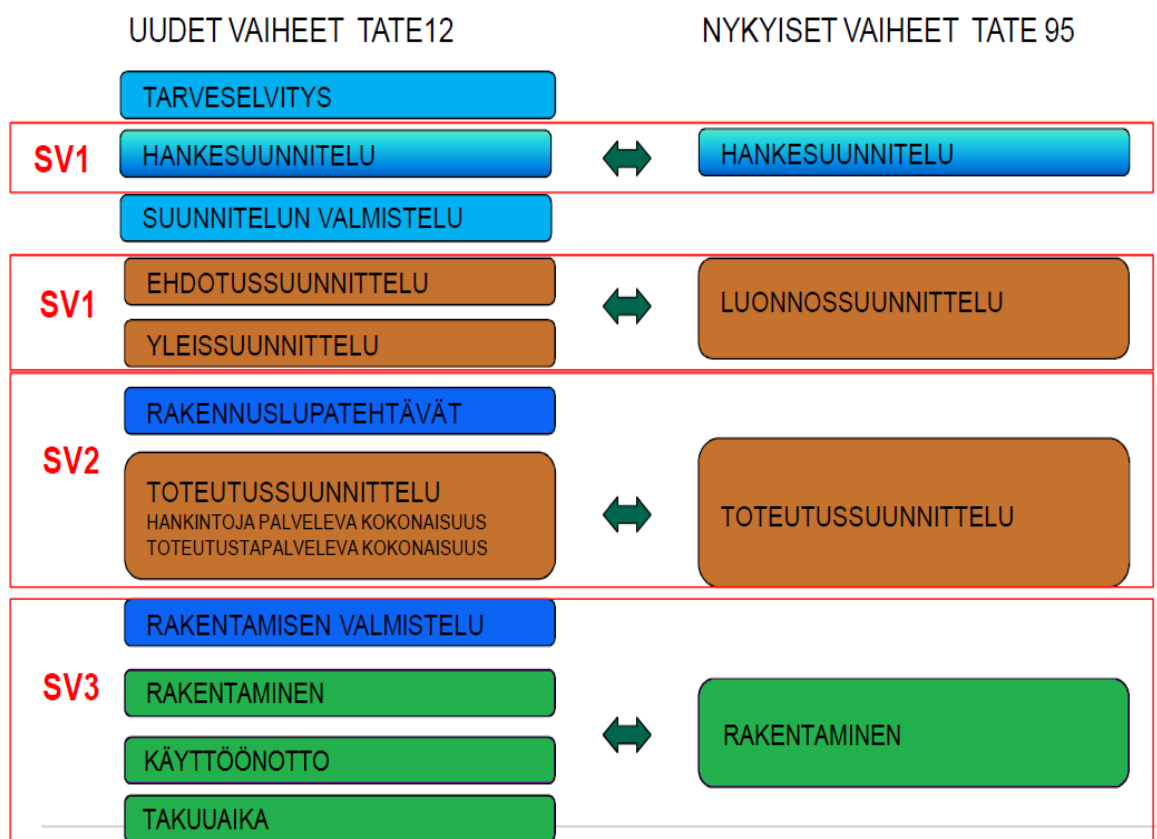 UUDET VAIHEET TATE12
NYKYISET VAIHEET TATE 95
TARVESELVITYS
SV1
HANKESUUNNITELU
HANKESUUNNITELU
SUUNNITELUN VALMISTELU
SV1
EHDOTUSSUUNNITTELU
LUONNOSSUUNNITTELU
YLEISSUUNNITTELU
SV2
RAKENNUSLUPATEHTÄVÄT
TOTEUTUSSUUNNITTELU
HANKINTOJA PALVELEVA KOKONAISUUS
TOTEUTUSTAPALVELEVA KOKONAISUUS
TOTEUTUSSUUNNITTELU
SV3
RAKENTAMISEN VALMISTELU
RAKENTAMINEN
RAKENTAMINEN
KÄYTTÖÖNOTTO
TAKUUAIKA